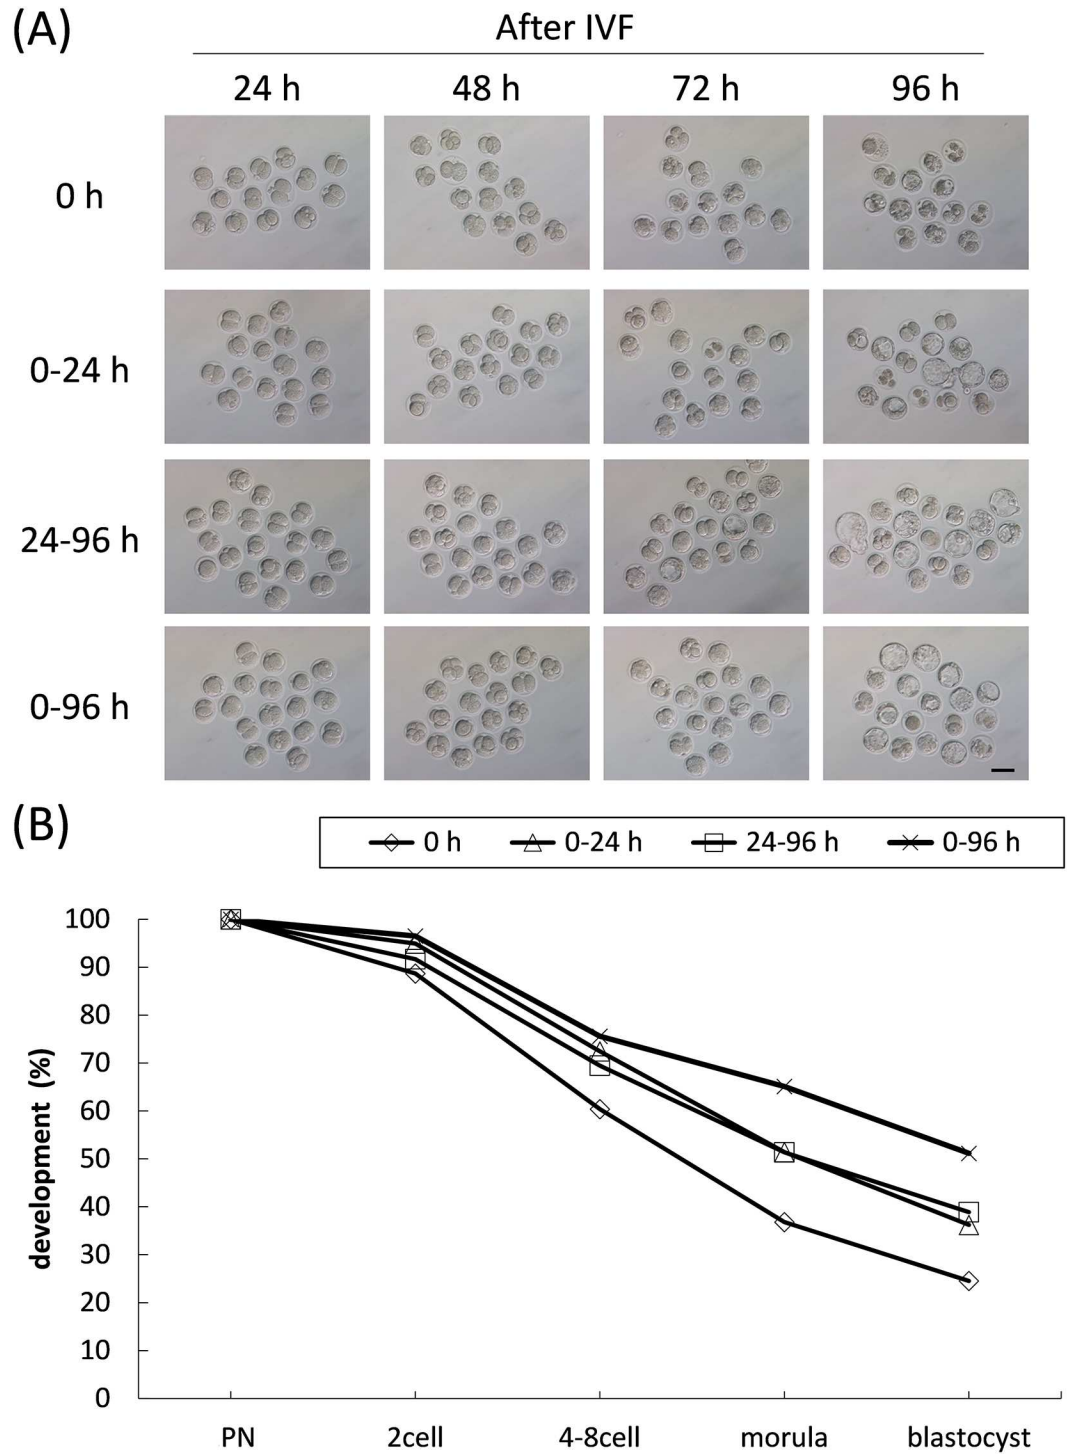 (A)
After IVF
24 h 48 h 72 h 96 h
0 h
0-24 h
24-96 h
0-96 h
(B)
0 h 0-24 h 24-96 h 0-96 h
development (%)
100
90
80
70
60
50
40
30
20
10
0
PN 2cell 4-8cell morula blastocyst